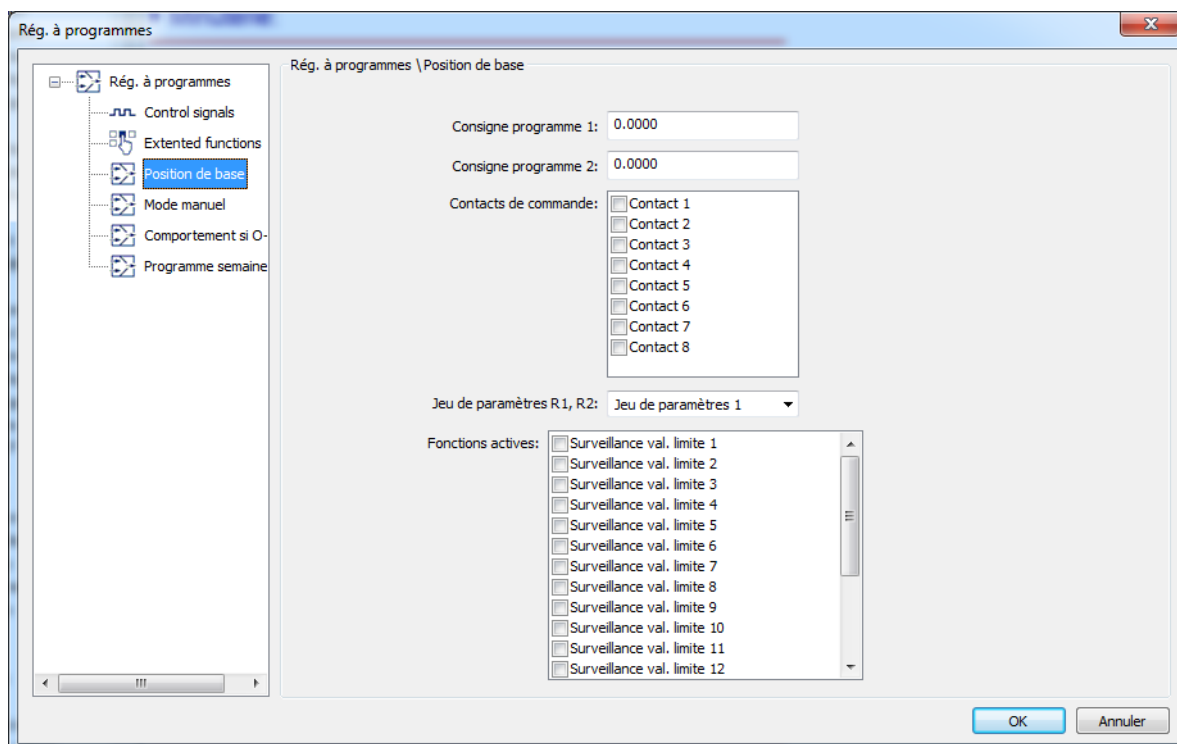 Rég. à programmes
Rég. à programmes
Control signals
Extented functions
Position de base
Mode manuel
Comportement si O-
Programme semaine
Rég. à programmes \ Position de base
Consigne programme 1: 0.0000
Consigne programme 2: 0.0000
Contacts de commande:
Contact 1
Contact 2
Contact 3
Contact 4
Contact 5
Contact 6
Contact 7
Contact 8
Jeu de paramètres R1, R2: Jeu de paramètres 1
Fonctions actives:
Surveillance val. limite 1
Surveillance val. limite 2
Surveillance val. limite 3
Surveillance val. limite 4
Surveillance val. limite 5
Surveillance val. limite 6
Surveillance val. limite 7
Surveillance val. limite 8
Surveillance val. limite 9
Surveillance val. limite 10
Surveillance val. limite 11
Surveillance val. limite 12
OK Annuler